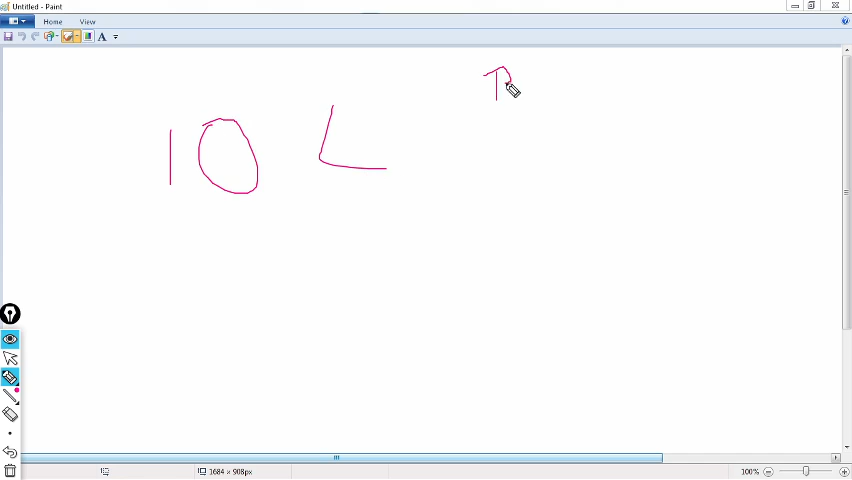 Untitled - Paint
Home View
A
10 L
1684 × 908px 100%